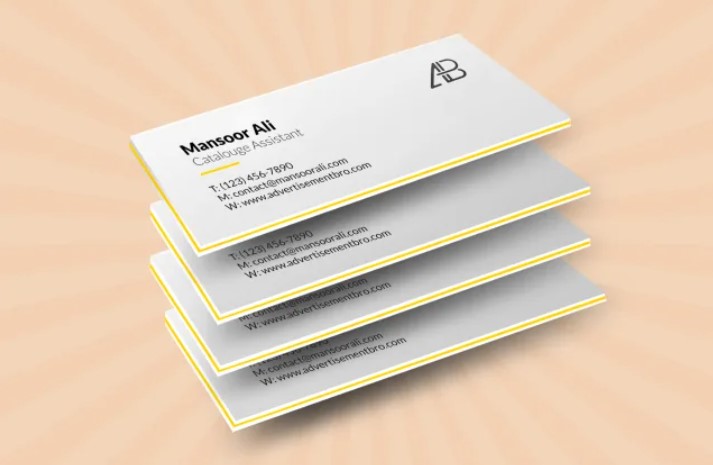 AB
Mansoor Ali
Catalouge Assistant
T: (123) 456-7890
M: contact@mansoorali.com
W: www.advertisementbro.com
T: (123) 456-7890
M: contact@mansoorali.com
W: www.advertisementbro.com
M: contact@mansoorali.com
W: www.advertisementbro.com
M: contact@mansoorali.com
W: www.advertisementbro.com